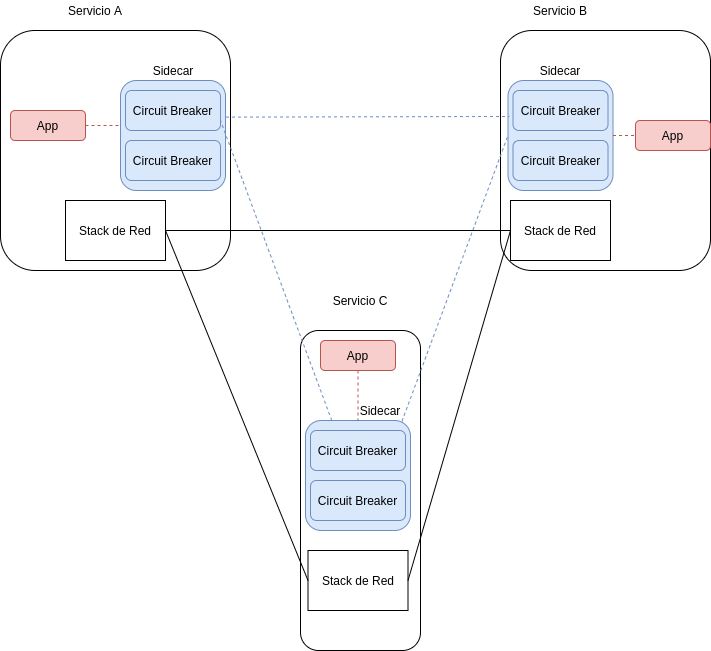 Servicio A
Servicio B
Sidecar
Sidecar
Circuit Breaker
Circuit Breaker
App
App
Circuit Breaker
Circuit Breaker
Stack de Red
Stack de Red
Servicio C
App
Sidecar
Circuit Breaker
Circuit Breaker
Stack de Red